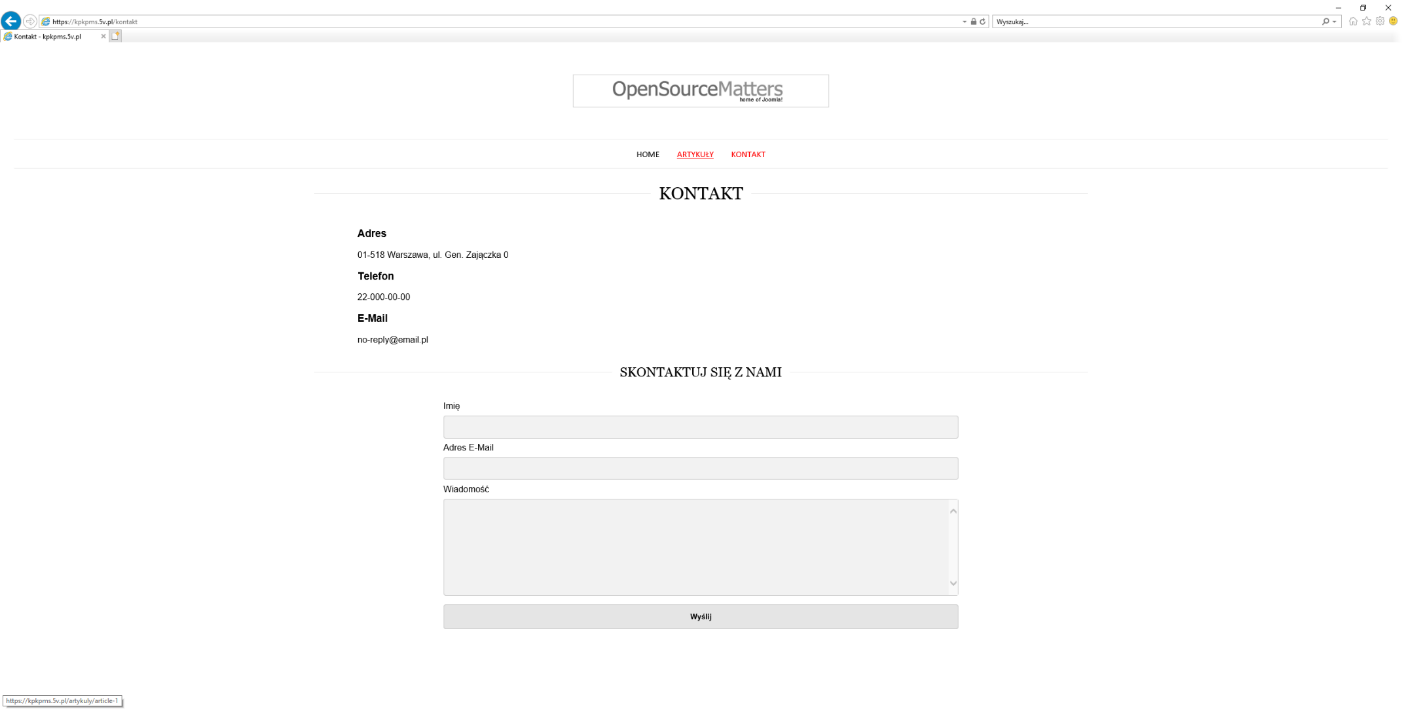 https://kpkpms.5v.pl/kontakt
Wyszukaj...
Kontakt - kpkpms.5v.pl
OpenSourceMatters
home of Joomla!
HOME ARTYKUŁY KONTAKT
KONTAKT
Adres
01-518 Warszawa, ul. Gen. Zajączka 0
Telefon
22-000-00-00
E-Mail
no-reply@email.pl
SKONTAKTUJ SIĘ Z NAMI
Imię
Adres E-Mail
Wiadomość
Wyślij
https://kpkpms.5v.pl/artykuly/article-1